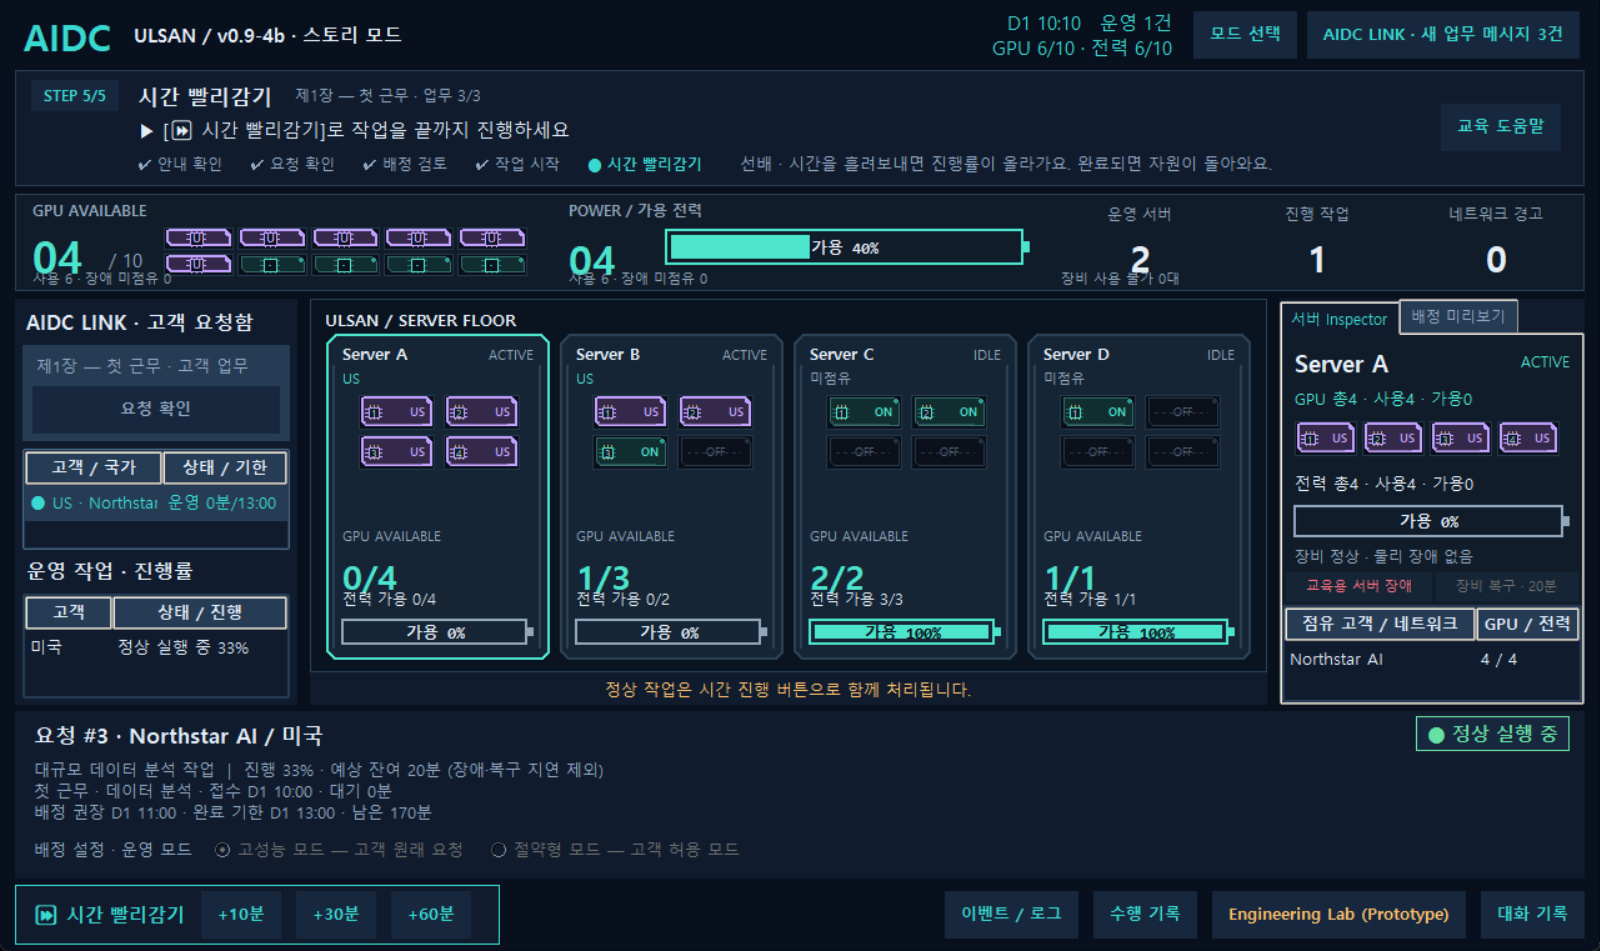 AIDC
ULSAN / v0.9-4b · 스토리 모드
D1 10:10 운영 1건
GPU 6/10 · 전력 6/10
모드 선택
AIDC LINK · 새 업무 메시지 3건
STEP 5/5
시간 빨리감기
제1장 — 첫 근무 · 업무 3/3
▶ [⏩ 시간 빨리감기]로 작업을 끝까지 진행하세요
✔ 안내 확인 ✔ 요청 확인 ✔ 배정 검토 ✔ 작업 시작 ● 시간 빨리감기 선배 · 시간을 흘려보내면 진행률이 올라가요. 완료되면 자원이 돌아와요.
교육 도움말
GPU AVAILABLE
04 / 10
U U U U U
U - - - -
사용 6 · 장애 미점유 0
POWER / 가용 전력
04
가용 40%
사용 6 · 장애 미점유 0
운영 서버
2
장비 사용 불가 0대
진행 작업
1
네트워크 경고
0
AIDC LINK · 고객 요청함
제1장 — 첫 근무 · 고객 업무
요청 확인
고객 / 국가 상태 / 기한
● US · Northstar 운영 0분/13:00
운영 작업 · 진행률
고객 상태 / 진행
미국 정상 실행 중 33%
ULSAN / SERVER FLOOR
Server A ACTIVE
US
1 US 2 US
3 US 4 US
GPU AVAILABLE
0/4
전력 가용 0/4
가용 0%
Server B ACTIVE
US
1 US 2 US
3 ON --OFF--
GPU AVAILABLE
1/3
전력 가용 0/2
가용 0%
Server C IDLE
미점유
1 ON 2 ON
--OFF-- --OFF--
GPU AVAILABLE
2/2
전력 가용 3/3
가용 100%
Server D IDLE
미점유
1 ON --OFF--
--OFF-- --OFF--
GPU AVAILABLE
1/1
전력 가용 1/1
가용 100%
정상 작업은 시간 진행 버튼으로 함께 처리됩니다.
서버 Inspector 배정 미리보기
Server A ACTIVE
GPU 총4 · 사용4 · 가용0
1 US 2 US 3 US 4 US
전력 총4 · 사용4 · 가용0
가용 0%
장비 정상 · 물리 장애 없음
교육용 서버 장애 장비 복구 · 20분
점유 고객 / 네트워크 GPU / 전력
Northstar AI 4 / 4
요청 #3 · Northstar AI / 미국
● 정상 실행 중
대규모 데이터 분석 작업 | 진행 33% · 예상 잔여 20분 (장애·복구 지연 제외)
첫 근무 · 데이터 분석 · 접수 D1 10:00 · 대기 0분
배정 권장 D1 11:00 · 완료 기한 D1 13:00 · 남은 170분
배정 설정 · 운영 모드 고성능 모드 — 고객 원래 요청 절약형 모드 — 고객 허용 모드
⏩ 시간 빨리감기 +10분 +30분 +60분
이벤트 / 로그 수행 기록 Engineering Lab (Prototype) 대화 기록